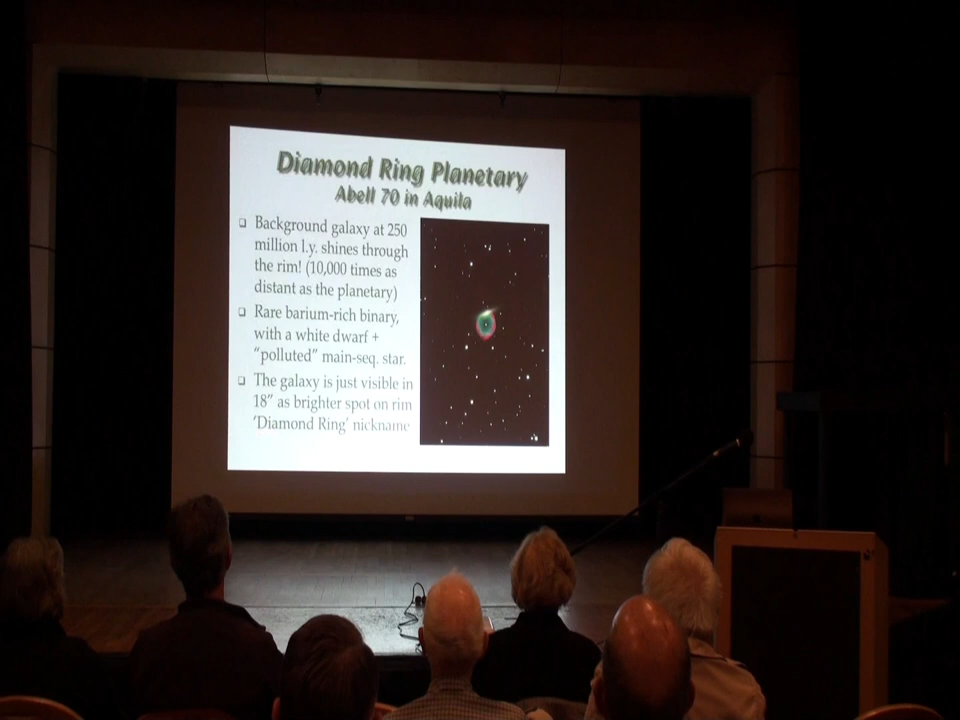 Diamond Ring Planetary
Abell 70 in Aquila
❑ Background galaxy at 250
million l.y. shines through
the rim! (10,000 times as
distant as the planetary)
❑ Rare barium-rich binary,
with a white dwarf +
“polluted” main-seq. star.
❑ The galaxy is just visible in
18″ as brighter spot on rim
‘Diamond Ring’ nickname